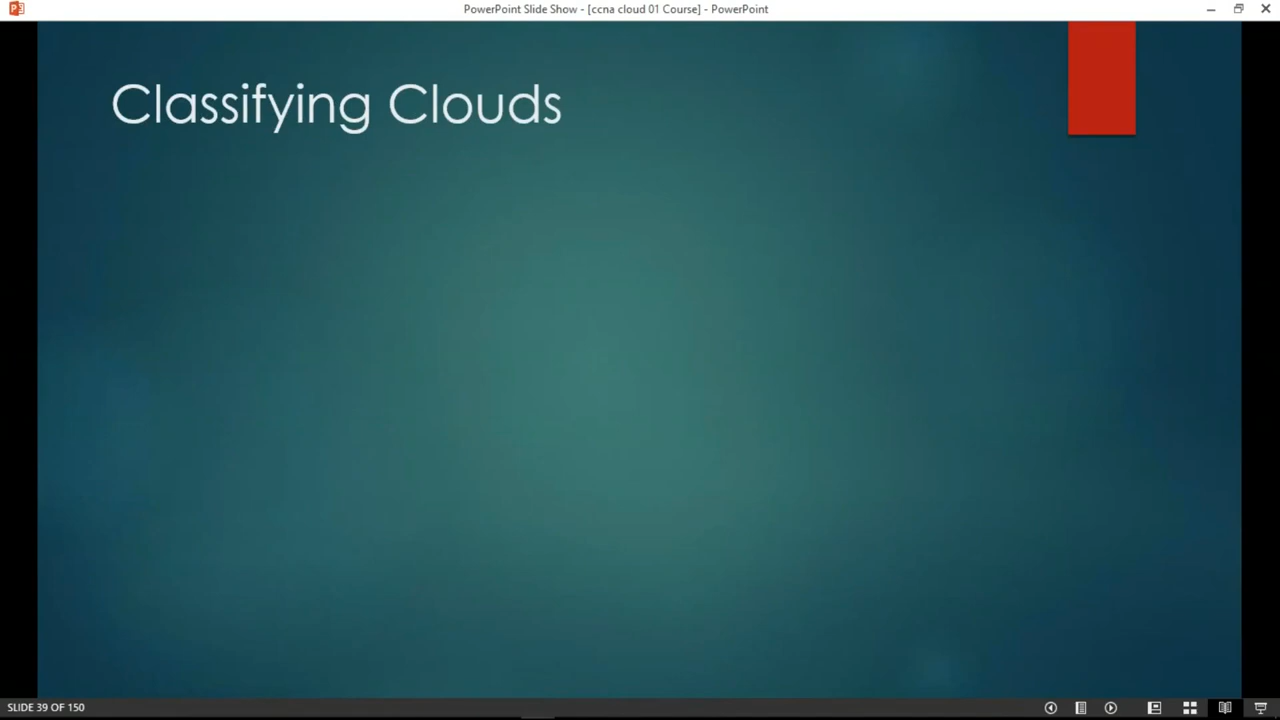 PowerPoint Slide Show - [ccna cloud 01 Course] - PowerPoint
Classifying Clouds
SLIDE 39 OF 150